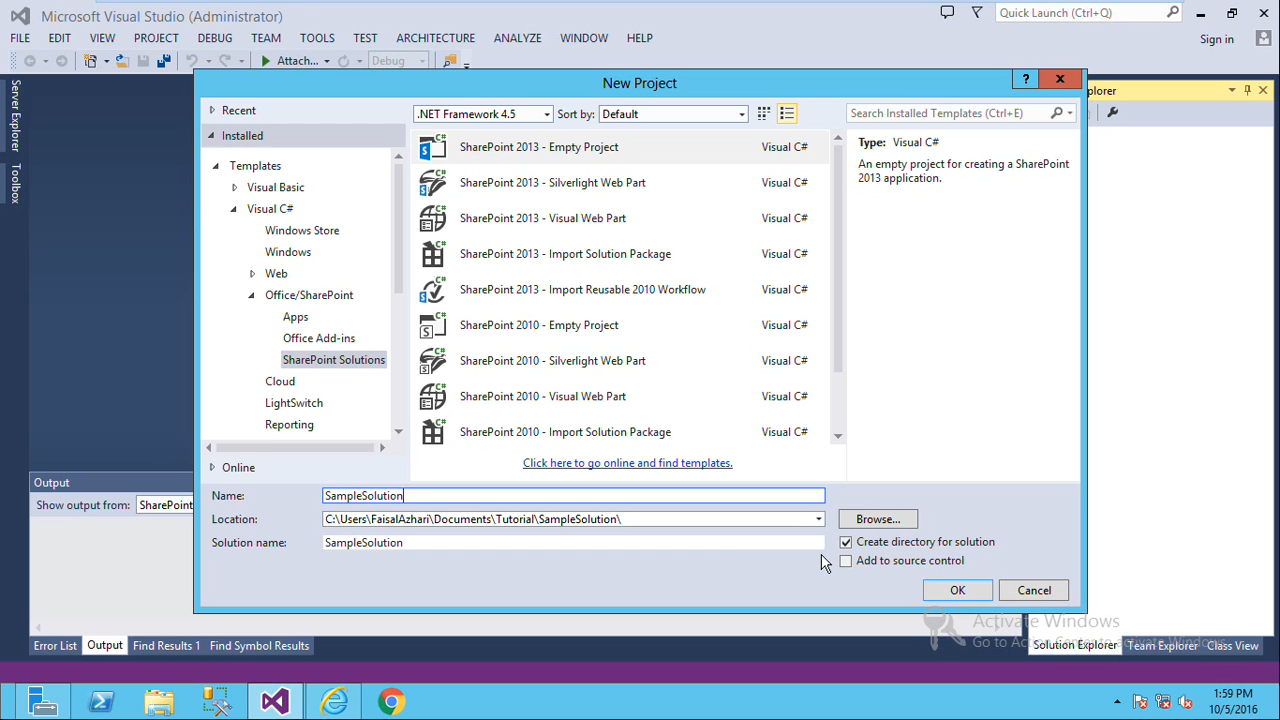 Microsoft Visual Studio (Administrator)
Quick Launch (Ctrl+Q)
FILE EDIT VIEW PROJECT DEBUG TEAM TOOLS TEST ARCHITECTURE ANALYZE WINDOW HELP
Sign in
Attach... Debug
Server Explorer
Toolbox
New Project
?
plorer
Recent
Installed
Templates
Visual Basic
Visual C#
Windows Store
Windows
Web
Office/SharePoint
Apps
Office Add-ins
SharePoint Solutions
Cloud
LightSwitch
Reporting
Online
.NET Framework 4.5 Sort by: Default
Search Installed Templates (Ctrl+E)
SharePoint 2013 - Empty Project Visual C#
SharePoint 2013 - Silverlight Web Part Visual C#
SharePoint 2013 - Visual Web Part Visual C#
SharePoint 2013 - Import Solution Package Visual C#
SharePoint 2013 - Import Reusable 2010 Workflow Visual C#
SharePoint 2010 - Empty Project Visual C#
SharePoint 2010 - Silverlight Web Part Visual C#
SharePoint 2010 - Visual Web Part Visual C#
SharePoint 2010 - Import Solution Package Visual C#
Click here to go online and find templates.
Type: Visual C#
An empty project for creating a SharePoint
2013 application.
Name: SampleSolution
Location: C:\Users\FaisalAzhari\Documents\Tutorial\SampleSolution\ Browse...
Solution name: SampleSolution
Create directory for solution
Add to source control
OK Cancel
Output
Show output from: SharePoint
Activate Windows
Go to Action Center to activate Windows.
Error List Output Find Results 1 Find Symbol Results
Solution Explorer Team Explorer Class View
1:59 PM
10/5/2016